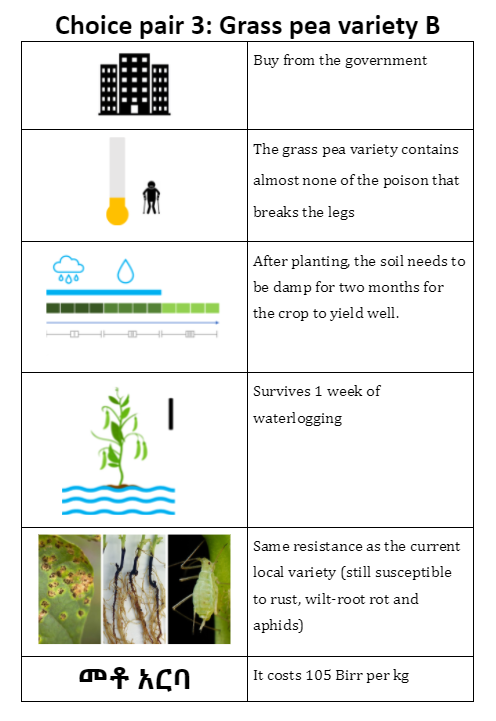 Choice pair 3: Grass pea variety B
Buy from the government
The grass pea variety contains
almost none of the poison that
breaks the legs
After planting, the soil needs to
be damp for two months for
the crop to yield well.
Survives 1 week of
waterlogging
Same resistance as the current
local variety (still susceptible
to rust, wilt-root rot and
aphids)
መቶ አርባ
It costs 105 Birr per kg